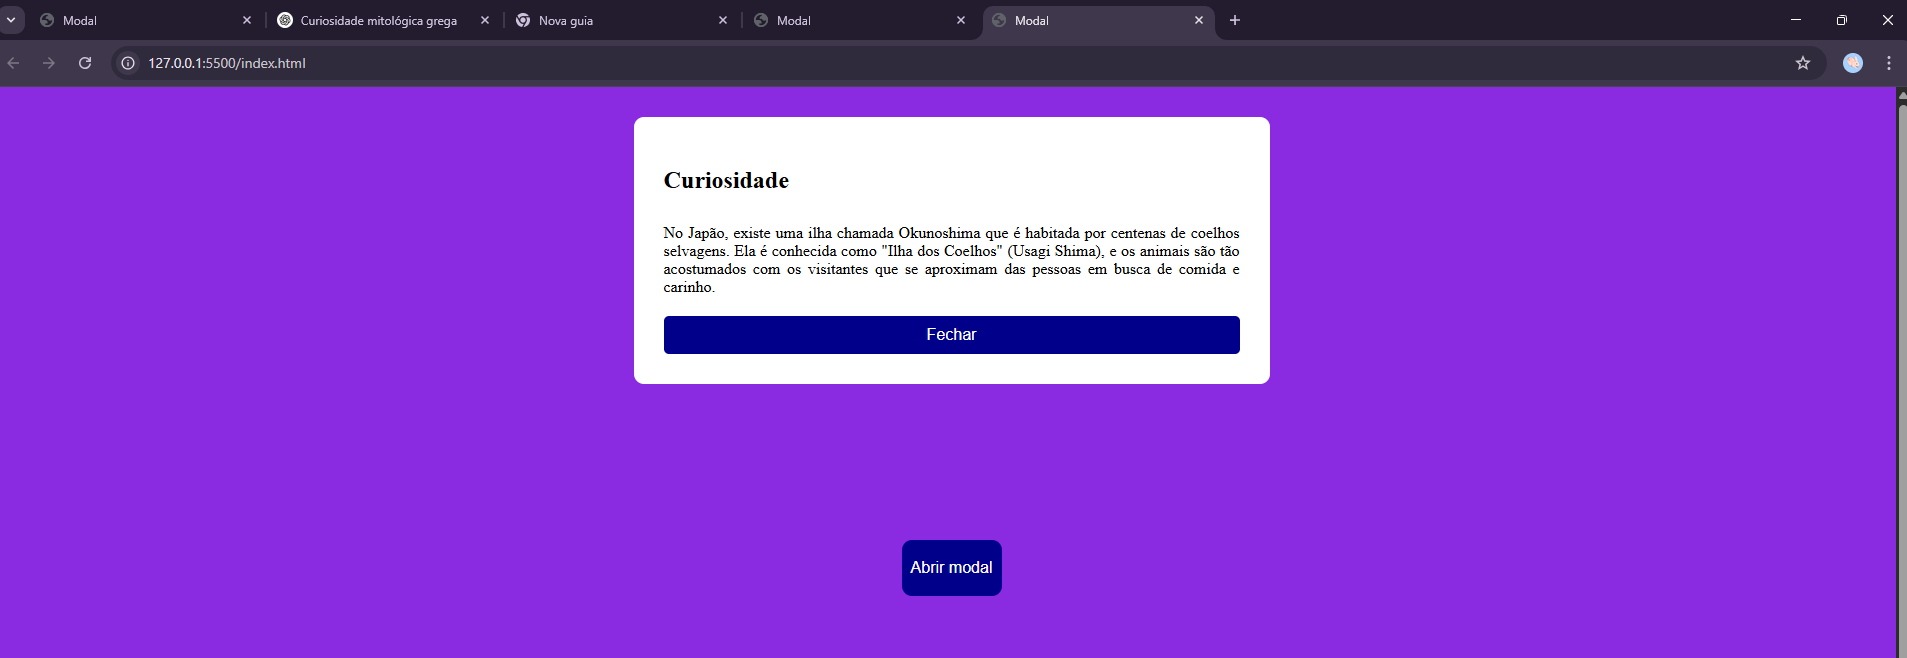 Modal
Curiosidade mitológica grega
Nova guia
Modal
Modal
127.0.0.1:5500/index.html
Curiosidade
No Japão, existe uma ilha chamada Okunoshima que é habitada por centenas de coelhos
selvagens. Ela é conhecida como "Ilha dos Coelhos" (Usagi Shima), e os animais são tão
acostumados com os visitantes que se aproximam das pessoas em busca de comida e
carinho.
Fechar
Abrir modal